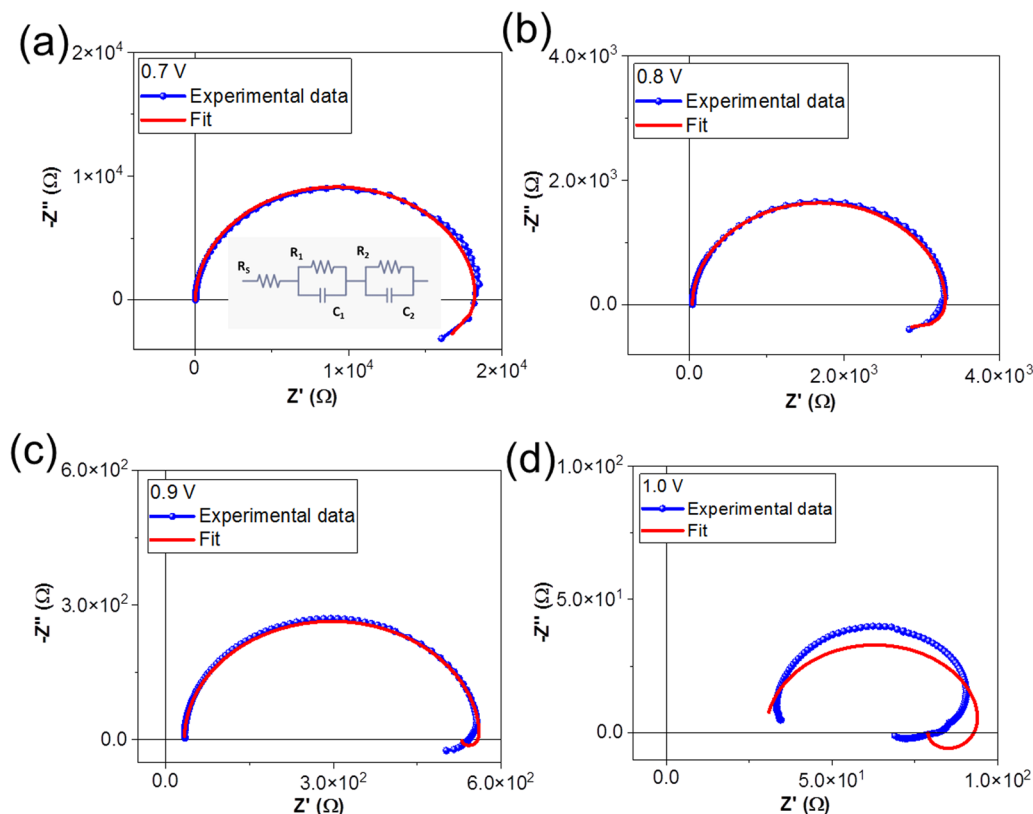 (a)
2×10⁴
0.7 V
Experimental data
Fit
-Z'' (Ω)
1×10⁴
R₁
R₂
Rₛ
C₁
C₂
0
0
1×10⁴
2×10⁴
Z' (Ω)
(b)
4.0×10³
0.8 V
Experimental data
Fit
-Z'' (Ω)
2.0×10³
0.0
0.0
2.0×10³
4.0×10³
Z' (Ω)
(c)
6.0×10²
0.9 V
Experimental data
Fit
-Z'' (Ω)
3.0×10²
0.0
0.0
3.0×10²
6.0×10²
Z' (Ω)
(d)
1.0×10²
1.0 V
Experimental data
Fit
-Z'' (Ω)
5.0×10¹
0.0
0.0
5.0×10¹
1.0×10²
Z' (Ω)